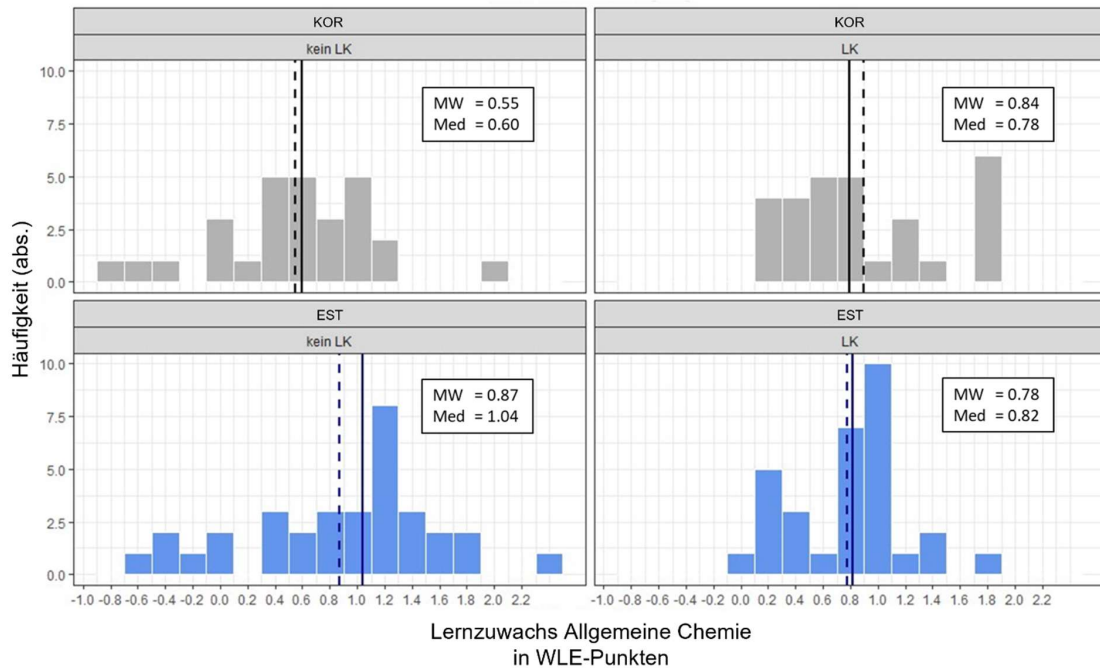 KOR
kein LK
KOR
LK
10.0
7.5
5.0
2.5
0.0
MW = 0.55
Med = 0.60
MW = 0.84
Med = 0.78
EST
kein LK
EST
LK
10.0
7.5
5.0
2.5
0.0
MW = 0.87
Med = 1.04
MW = 0.78
Med = 0.82
Häufigkeit (abs.)
-1.0 -0.8 -0.6 -0.4 -0.2 0.0 0.2 0.4 0.6 0.8 1.0 1.2 1.4 1.6 1.8 2.0 2.2
-1.0 -0.8 -0.6 -0.4 -0.2 0.0 0.2 0.4 0.6 0.8 1.0 1.2 1.4 1.6 1.8 2.0 2.2
Lernzuwachs Allgemeine Chemie
in WLE-Punkten